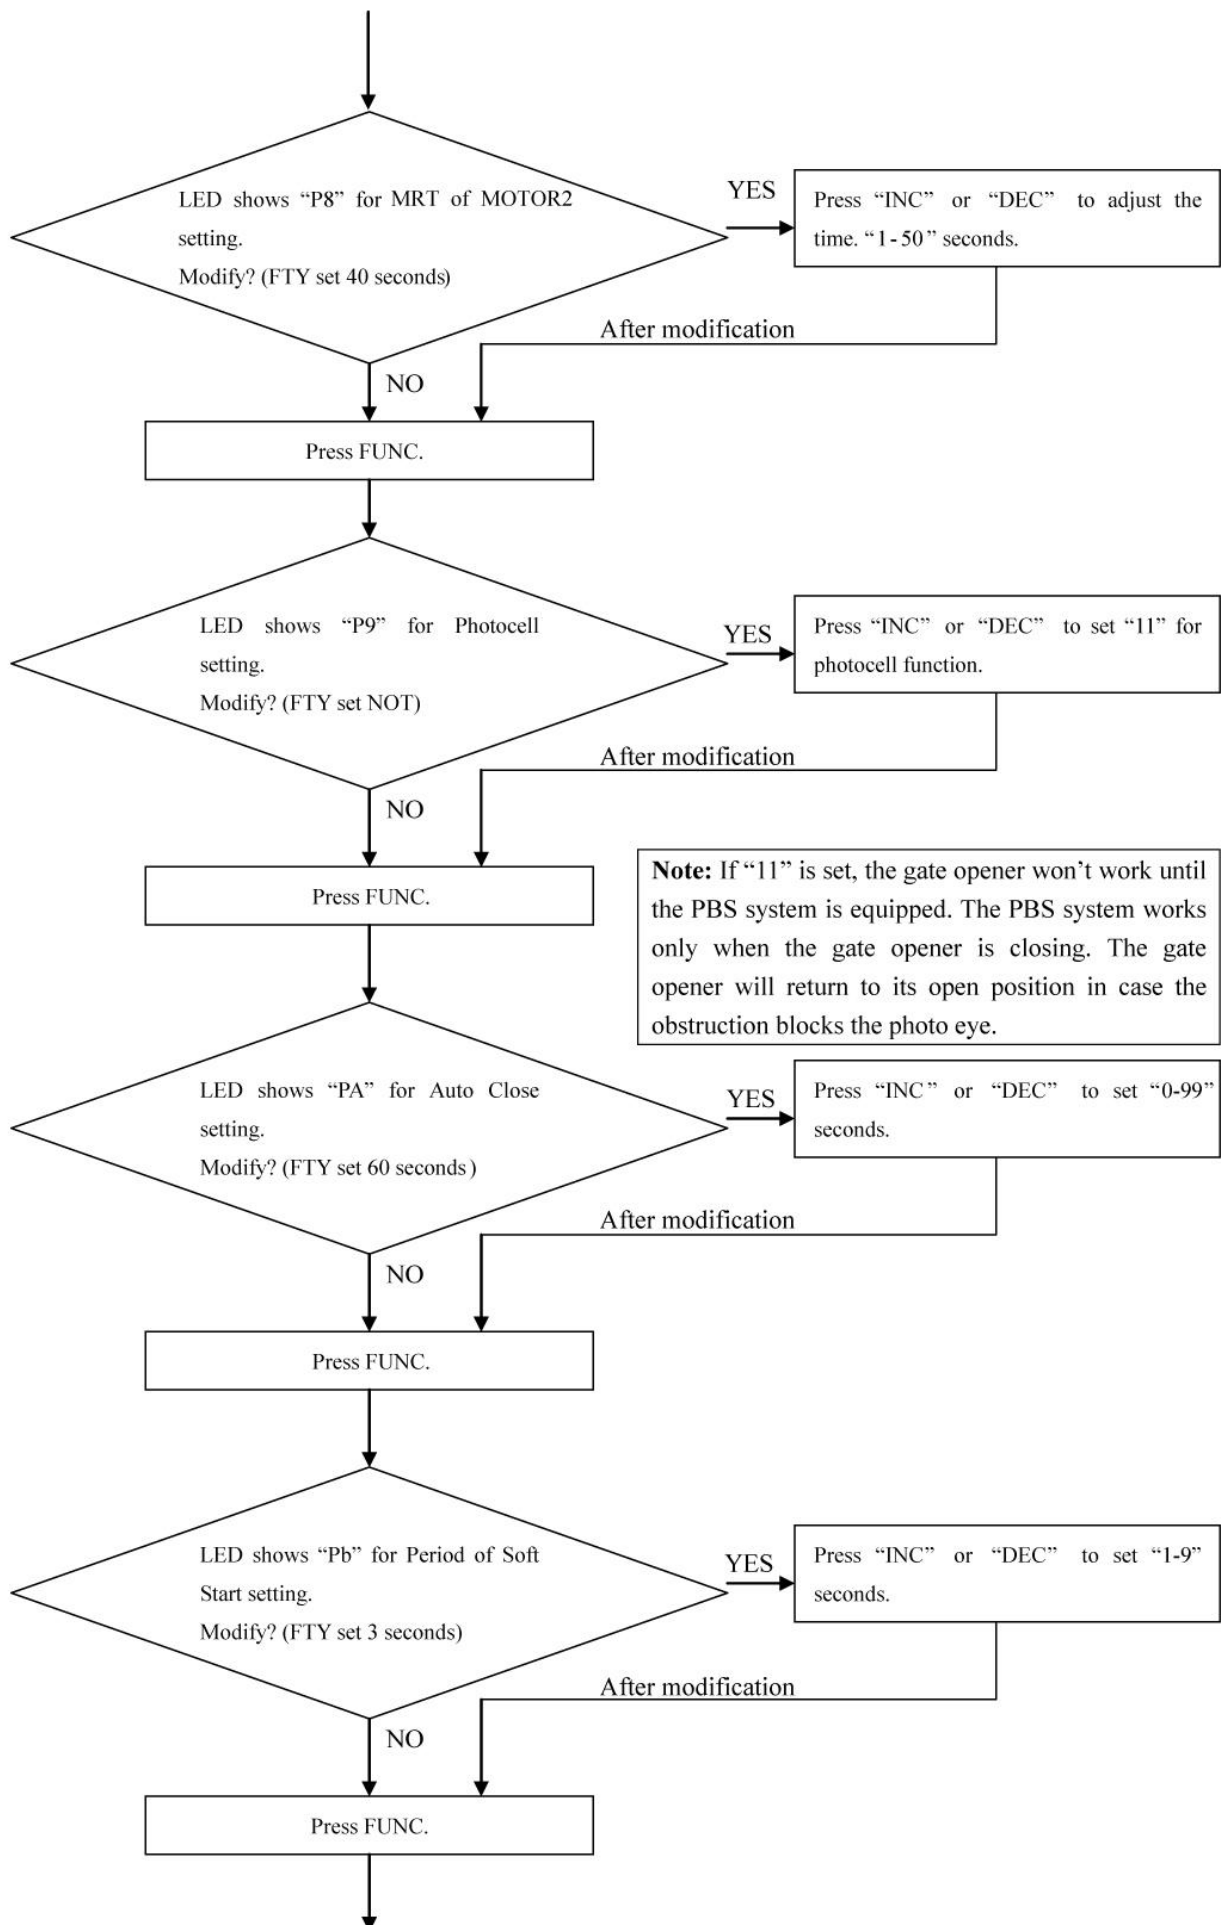 LED shows “P8” for MRT of MOTOR2
setting.
Modify? (FTY set 40 seconds)
YES
Press “INC” or “DEC” to adjust the
time. “1-50” seconds.
After modification
NO
Press FUNC.
LED shows “P9” for Photocell
setting.
Modify? (FTY set NOT)
YES
Press “INC” or “DEC” to set “11” for
photocell function.
After modification
NO
Press FUNC.
Note: If “11” is set, the gate opener won’t work until
the PBS system is equipped. The PBS system works
only when the gate opener is closing. The gate
opener will return to its open position in case the
obstruction blocks the photo eye.
LED shows “PA” for Auto Close
setting.
Modify? (FTY set 60 seconds)
YES
Press “INC” or “DEC” to set “0-99”
seconds.
After modification
NO
Press FUNC.
LED shows “Pb” for Period of Soft
Start setting.
Modify? (FTY set 3 seconds)
YES
Press “INC” or “DEC” to set “1-9”
seconds.
After modification
NO
Press FUNC.